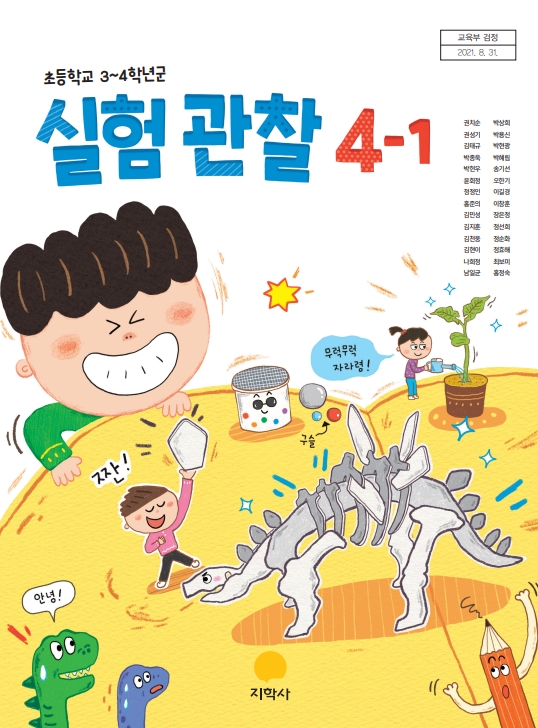 교육부 검정
2021. 8. 31.
초등학교 3~4학년군
실험 관찰 4-1
권치순 박상희
권성기 박용신
김태규 박현광
박종욱 박혜림
박현우 송기선
윤회정 오한기
정정인 이길경
홍준의 이창훈
김민성 장은정
김지훈 정선희
김천웅 정순화
김현미 정효해
나희정 최보미
남일균 홍정숙
무럭무럭
자라렴!
구슬
짜잔!
안녕!
지학사